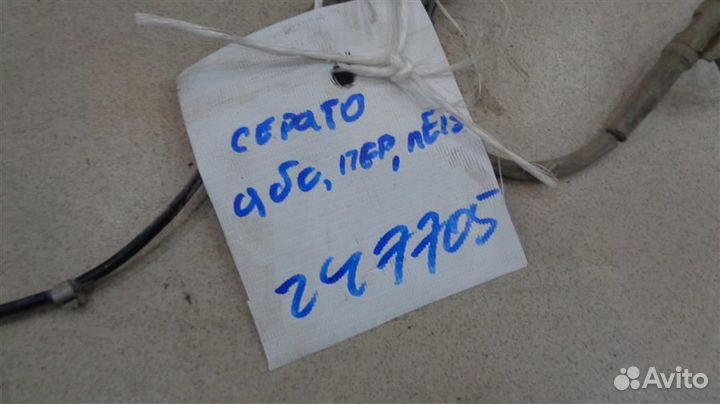 серато
абс, пер, лев
247705
Avito